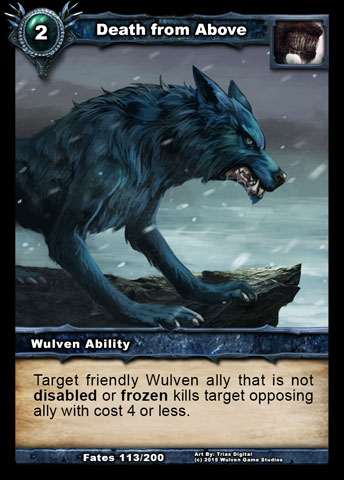 2
Death from Above
Wulven Ability
Target friendly Wulven ally that is not
disabled or frozen kills target opposing
ally with cost 4 or less.
Fates 113/200
Art By: Trias Digital
(c) 2015 Wulven Game Studios